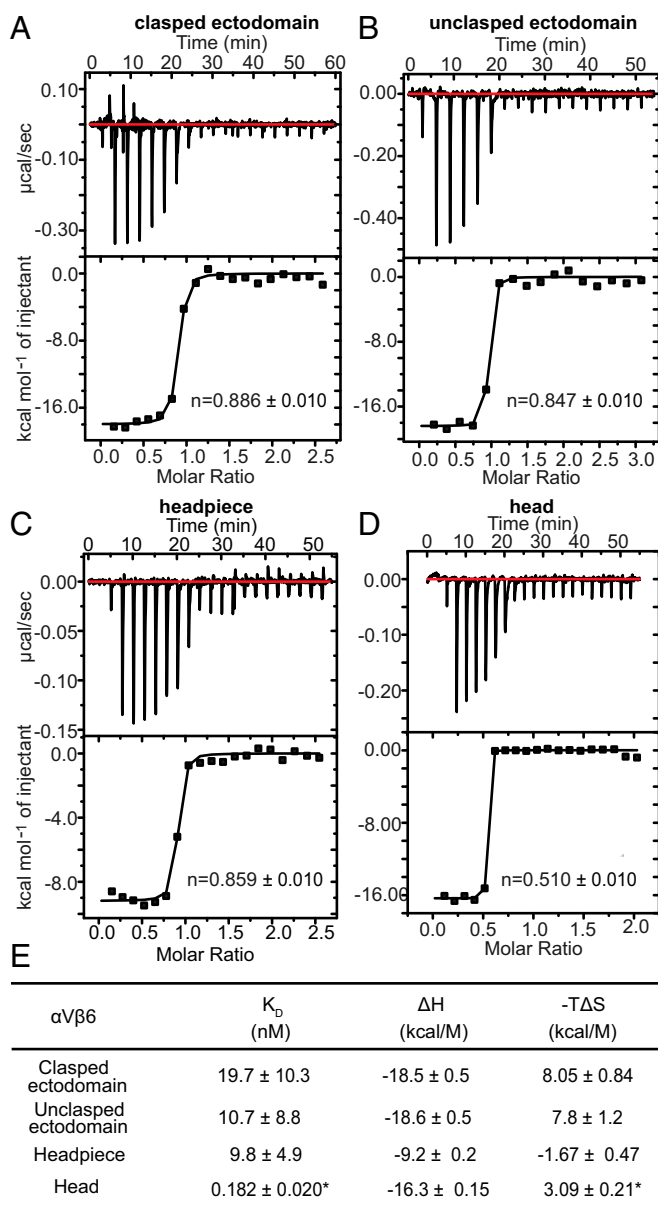 A
clasped ectodomain
Time (min)
0 10 20 30 40 50 60
0.10
-0.10
-0.30
µcal/sec
0.0
-8.0
-16.0
kcal mol⁻¹ of injectant
n=0.886 ± 0.010
0.0 0.5 1.0 1.5 2.0 2.5
Molar Ratio
B
unclasped ectodomain
Time (min)
0 10 20 30 40 50
0.00
-0.20
-0.40
0.0
-8.0
-16.0
n=0.847 ± 0.010
0.0 0.5 1.0 1.5 2.0 2.5 3.0
Molar Ratio
C
headpiece
Time (min)
0 10 20 30 40 50
0.00
-0.05
-0.10
-0.15
µcal/sec
0.0
-4.0
-8.0
kcal mol⁻¹ of injectant
n=0.859 ± 0.010
0.0 0.5 1.0 1.5 2.0 2.5
Molar Ratio
D
head
Time (min)
0 10 20 30 40 50
0.00
-0.10
-0.20
0.00
-8.00
-16.00
n=0.510 ± 0.010
0.0 0.5 1.0 1.5 2.0
Molar Ratio
E
αVβ6 K_D (nM) ΔH (kcal/M) -TΔS (kcal/M)
Clasped ectodomain 19.7 ± 10.3 -18.5 ± 0.5 8.05 ± 0.84
Unclasped ectodomain 10.7 ± 8.8 -18.6 ± 0.5 7.8 ± 1.2
Headpiece 9.8 ± 4.9 -9.2 ± 0.2 -1.67 ± 0.47
Head 0.182 ± 0.020* -16.3 ± 0.15 3.09 ± 0.21*